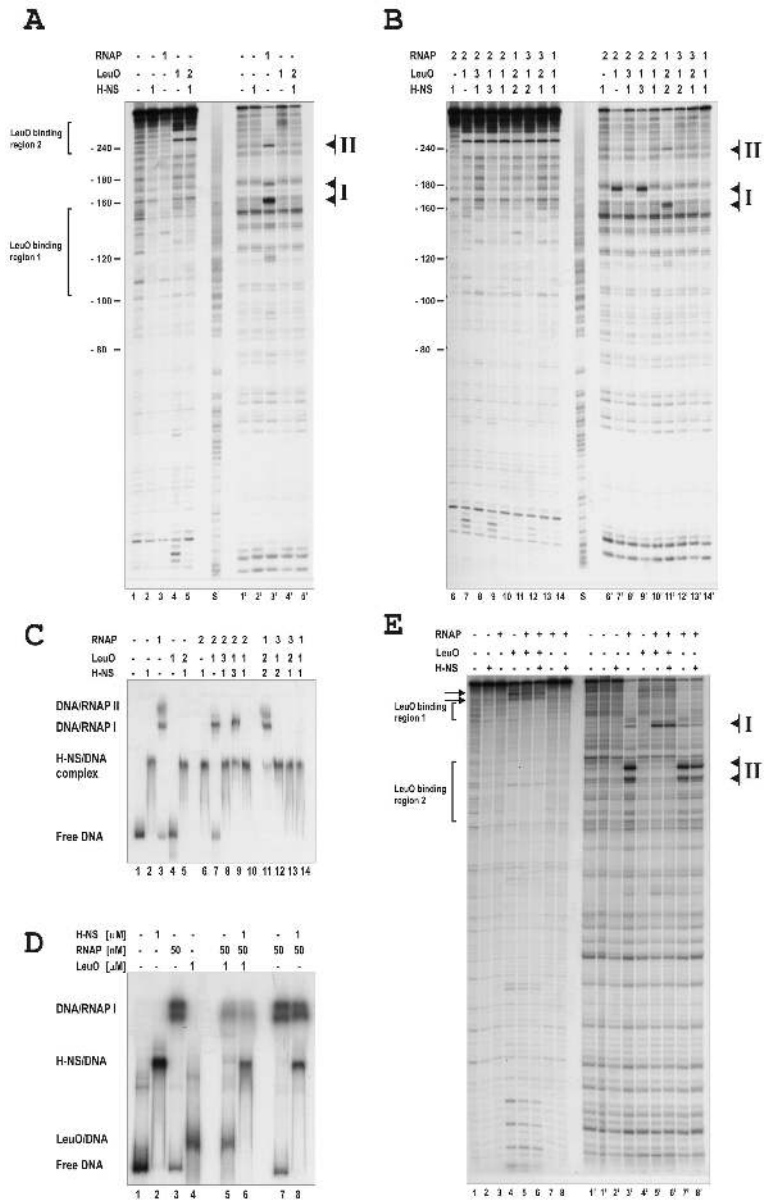 A
RNAP - - 1 - - - - 1 - -
LeuO - - - 1 2 - - - 1 2
H-NS - 1 - - 1 - 1 - - 1
LeuO binding
region 2
- 240
- 180
- 160
LeuO binding
region 1
- 120
- 100
- 80
II
I
1 2 3 4 5 S 1' 2' 3' 4' 5'
B
RNAP 2 2 2 2 2 1 3 3 1 2 2 2 2 2 1 3 3 1
LeuO - 1 3 1 1 2 1 2 1 - 1 3 1 1 2 1 2 1
H-NS 1 - 1 3 1 2 1 1 1 1 - 1 3 1 2 1 1 1
- 240
- 180
- 160
- 120
- 100
- 80
II
I
6 7 8 9 10 11 12 13 14 S 6' 7' 8' 9' 10' 11' 12' 13' 14'
C
RNAP - - 1 - - 2 2 2 2 2 1 3 3 1
LeuO - - - 1 2 - 1 3 1 1 2 1 2 1
H-NS - 1 - - 1 1 - 1 3 1 2 1 1 1
DNA/RNAP II
DNA/RNAP I
H-NS/DNA
complex
Free DNA
1 2 3 4 5 6 7 8 9 10 11 12 13 14
D
H-NS [µM] - 1 - - - 1 - 1
RNAP [nM] - - 50 - 50 50 50 50
LeuO [µM] - - - 1 1 1 - -
DNA/RNAP I
H-NS/DNA
LeuO/DNA
Free DNA
1 2 3 4 5 6 7 8
E
RNAP
LeuO
H-NS
LeuO binding
region 1
LeuO binding
region 2
I
II
1 2 3 4 5 6 7 8 1' 1' 2' 3' 4' 5' 6' 7' 8'